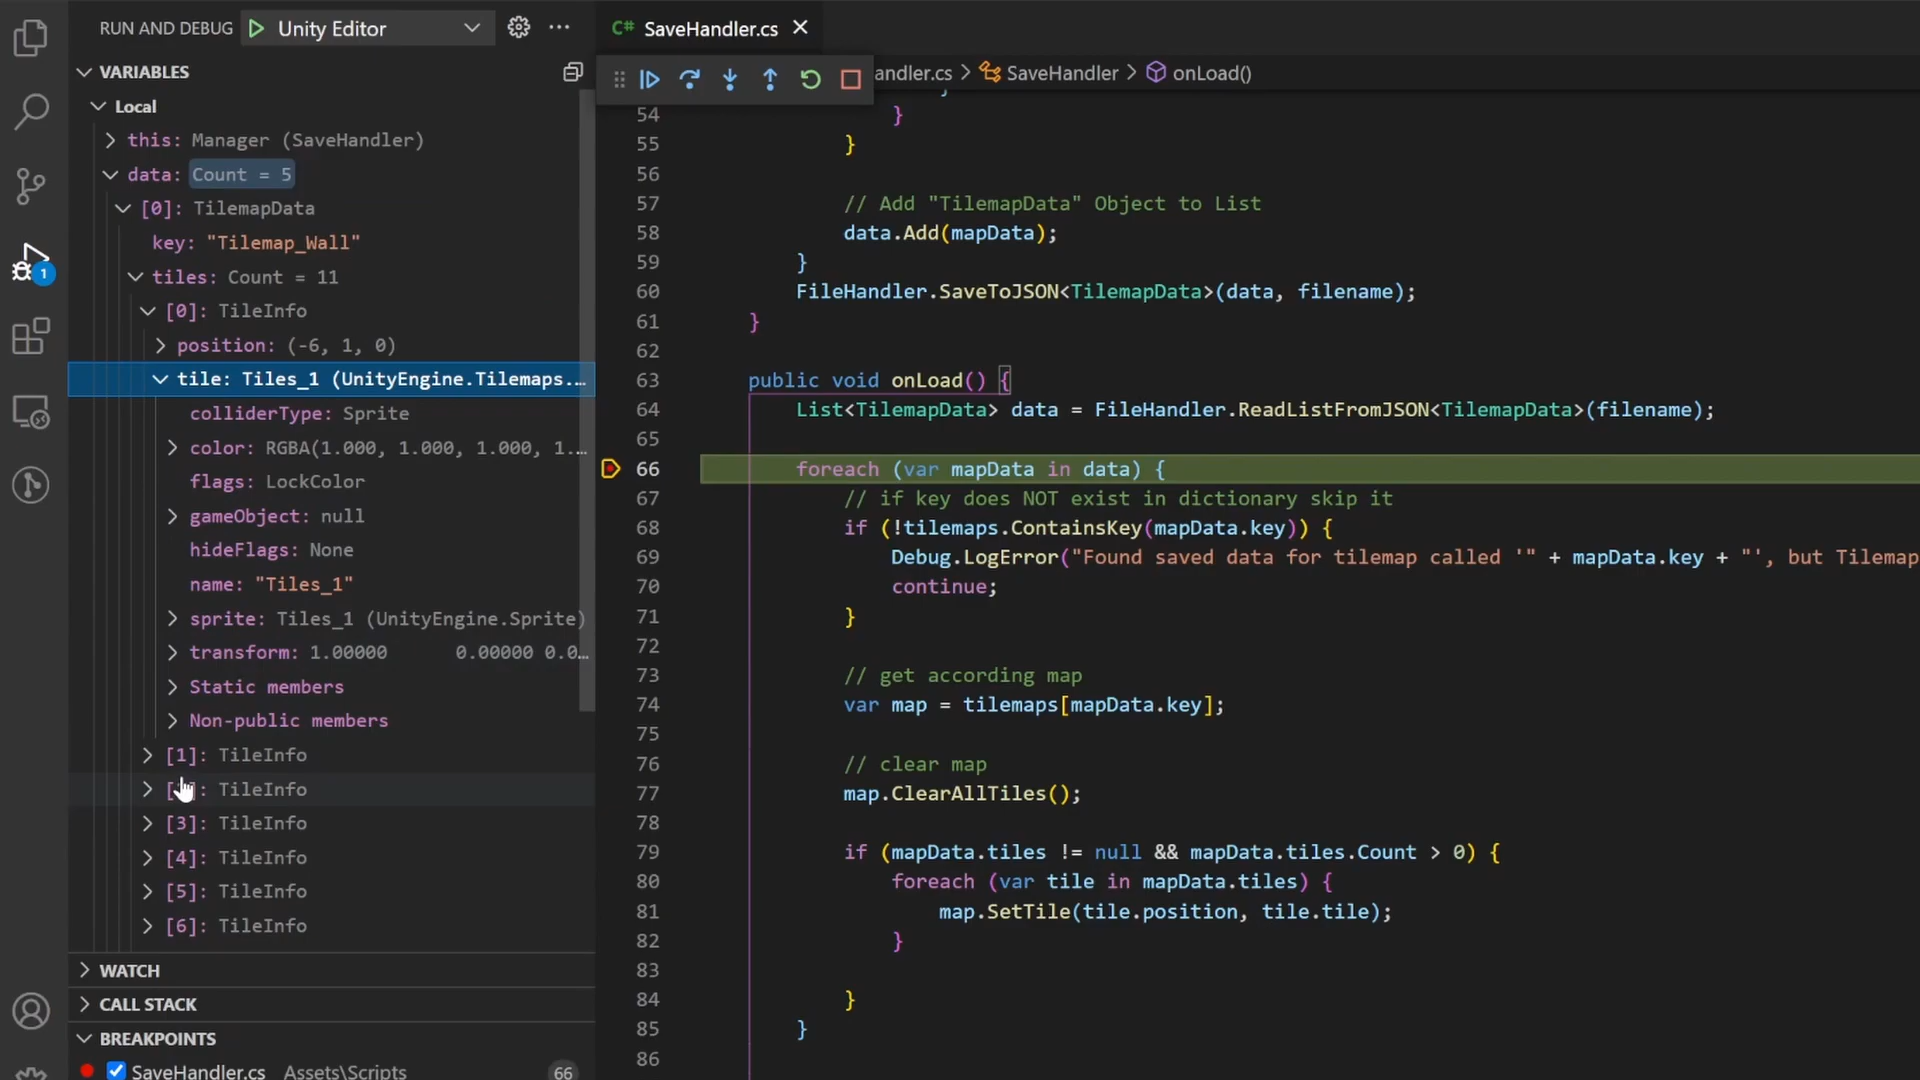 RUN AND DEBUG
Unity Editor
VARIABLES
Local
this: Manager (SaveHandler)
data: Count = 5
[0]: TilemapData
key: "Tilemap_Wall"
tiles: Count = 11
[0]: TileInfo
position: (-6, 1, 0)
tile: Tiles_1 (UnityEngine.Tilemaps.…
colliderType: Sprite
color: RGBA(1.000, 1.000, 1.000, 1.…
flags: LockColor
gameObject: null
hideFlags: None
name: "Tiles_1"
sprite: Tiles_1 (UnityEngine.Sprite)
transform: 1.00000 0.00000 0.0…
Static members
Non-public members
[1]: TileInfo
TileInfo
[3]: TileInfo
[4]: TileInfo
[5]: TileInfo
[6]: TileInfo
WATCH
CALL STACK
BREAKPOINTS
SaveHandler.cs Assets\Scripts 66
1
C# SaveHandler.cs
andler.cs > SaveHandler > onLoad()
54 }
55 }
56
57 // Add "TilemapData" Object to List
58 data.Add(mapData);
59 }
60 FileHandler.SaveToJSON<TilemapData>(data, filename);
61 }
62
63 public void onLoad() {
64 List<TilemapData> data = FileHandler.ReadListFromJSON<TilemapData>(filename);
65
66 foreach (var mapData in data) {
67 // if key does NOT exist in dictionary skip it
68 if (!tilemaps.ContainsKey(mapData.key)) {
69 Debug.LogError("Found saved data for tilemap called '" + mapData.key + "', but Tilemap
70 continue;
71 }
72
73 // get according map
74 var map = tilemaps[mapData.key];
75
76 // clear map
77 map.ClearAllTiles();
78
79 if (mapData.tiles != null && mapData.tiles.Count > 0) {
80 foreach (var tile in mapData.tiles) {
81 map.SetTile(tile.position, tile.tile);
82 }
83
84 }
85 }
86